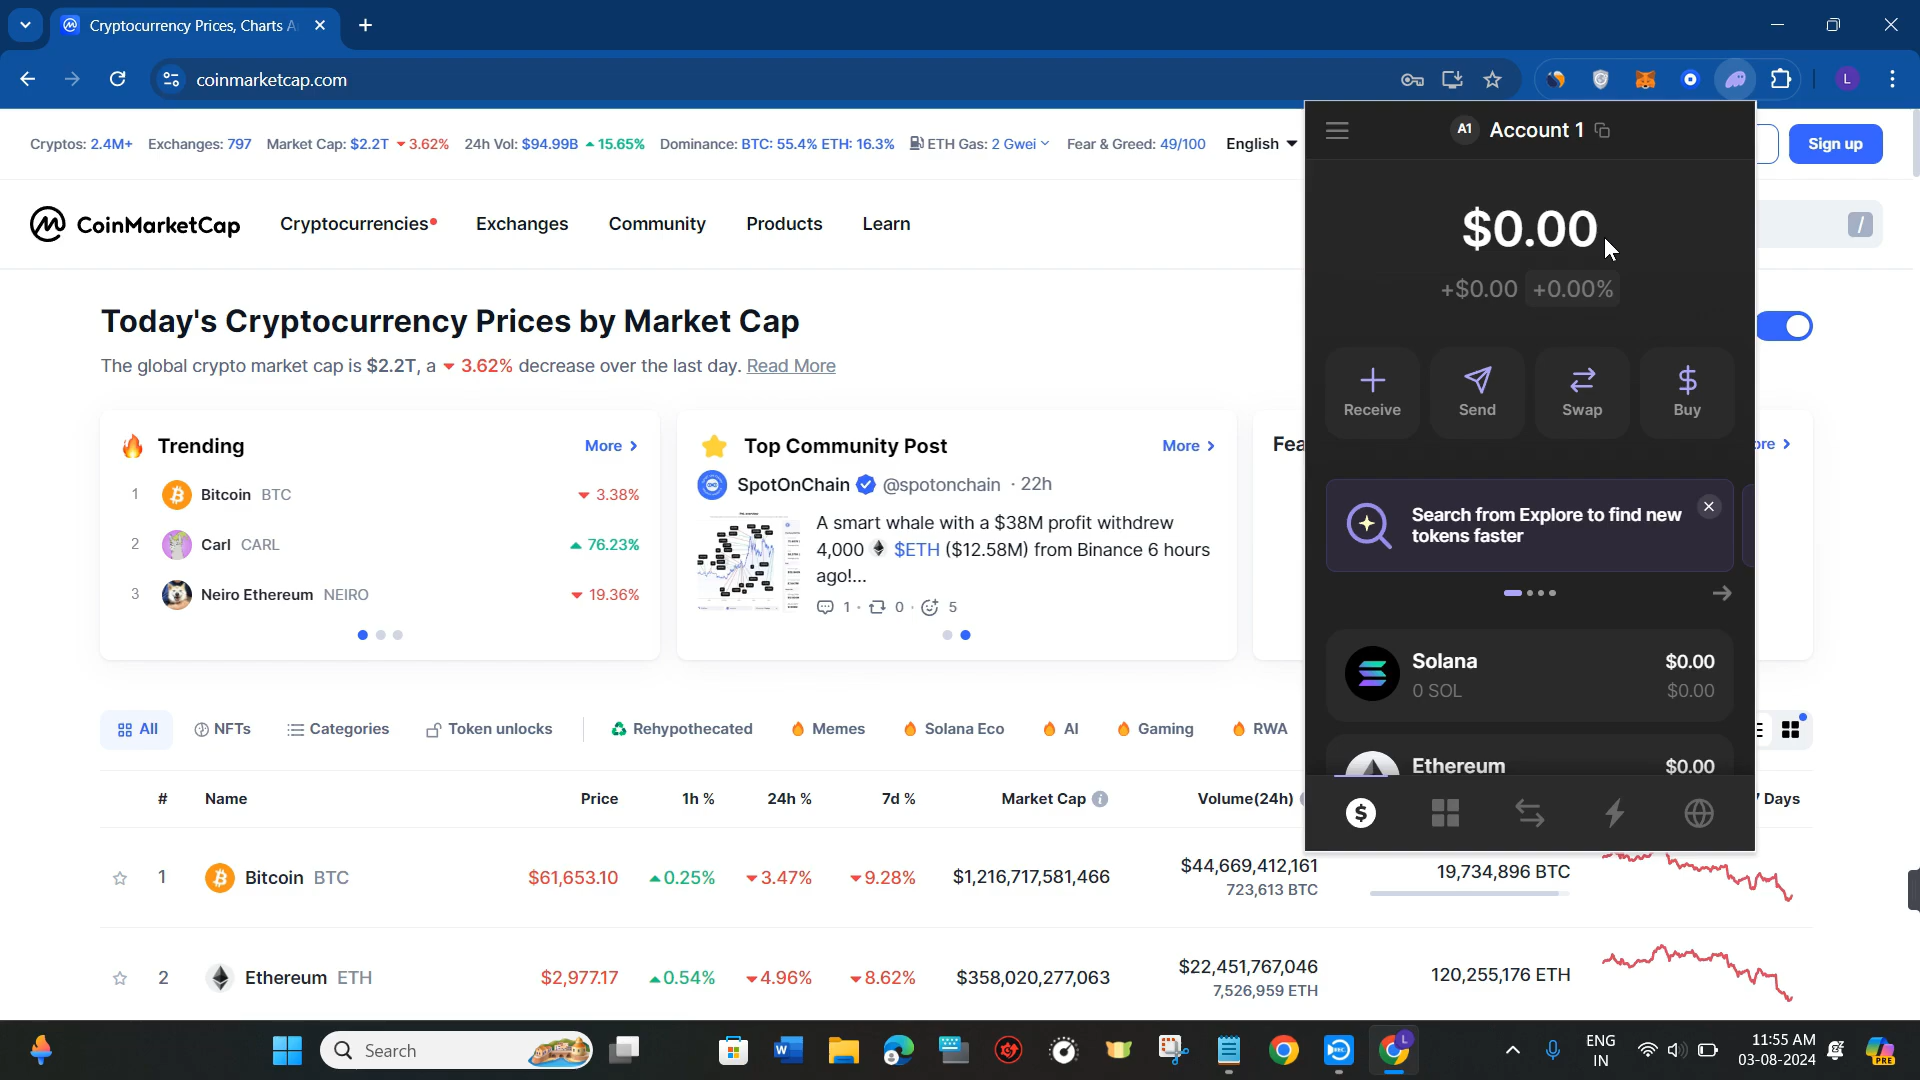 Cryptocurrency Prices, Charts A
coinmarketcap.com
L
Cryptos: 2.4M+ Exchanges: 797 Market Cap: $2.2T 3.62% 24h Vol: $94.99B 15.65% Dominance: BTC: 55.4% ETH: 16.3% ETH Gas: 2 Gwei Fear & Greed: 49/100 English
Sign up
CoinMarketCap Cryptocurrencies Exchanges Community Products Learn
/
Today's Cryptocurrency Prices by Market Cap
The global crypto market cap is $2.2T, a 3.62% decrease over the last day. Read More
Trending More
1 Bitcoin BTC 3.38%
2 Carl CARL 76.23%
3 Neiro Ethereum NEIRO 19.36%
Top Community Post More
SpotOnChain @spotonchain · 22h
A smart whale with a $38M profit withdrew
4,000 $ETH ($12.58M) from Binance 6 hours
ago!...
1 · 0 · 5
Fea
ore
A1 Account 1
$0.00
+$0.00 +0.00%
Receive Send Swap Buy
Search from Explore to find new
tokens faster
Solana $0.00
0 SOL $0.00
Ethereum $0.00
All NFTs Categories Token unlocks Rehypothecated Memes Solana Eco AI Gaming RWA
# Name Price 1h % 24h % 7d % Market Cap Volume(24h) Days
1 Bitcoin BTC $61,653.10 0.25% 3.47% 9.28% $1,216,717,581,466 $44,669,412,161 19,734,896 BTC
723,613 BTC
2 Ethereum ETH $2,977.17 0.54% 4.96% 8.62% $358,020,277,063 $22,451,767,046 120,255,176 ETH
7,526,959 ETH
Search
ENG
IN
11:55 AM
03-08-2024
PRE